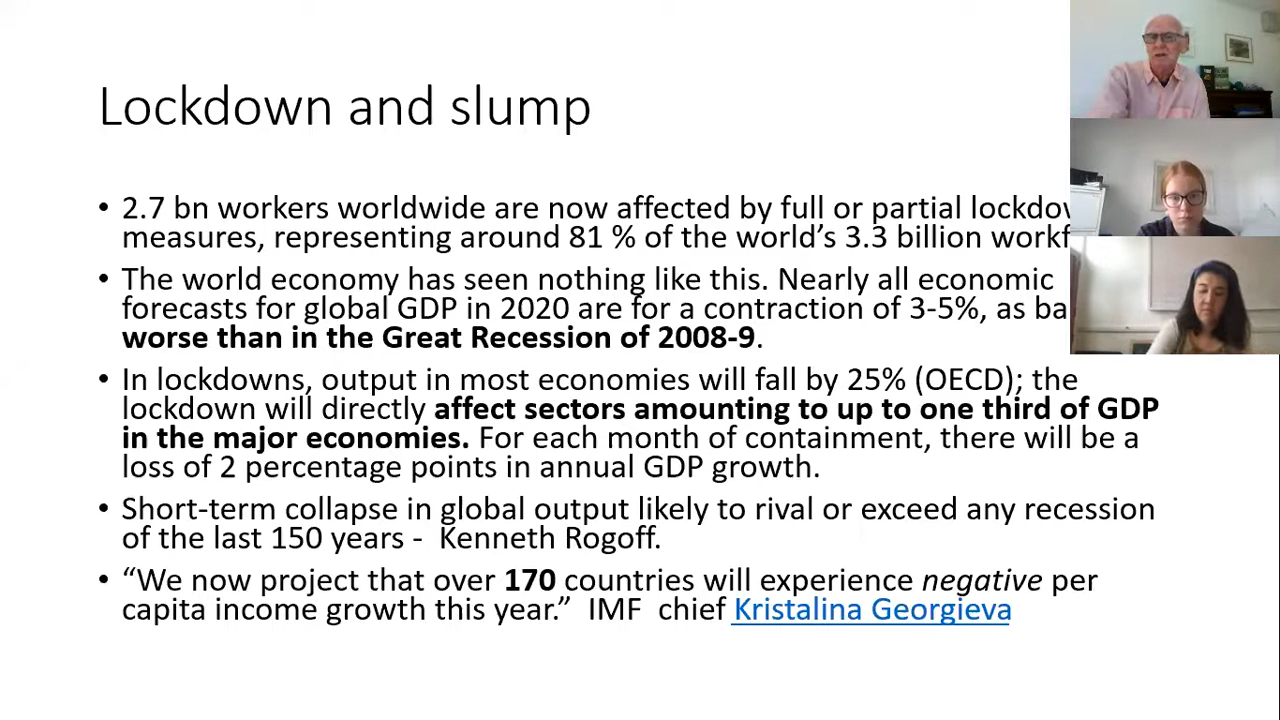 Lockdown and slump
• 2.7 bn workers worldwide are now affected by full or partial
measures, representing around 81 % of the world’s 3.3 billion
• The world economy has seen nothing like this. Nearly all economic
forecasts for global GDP in 2020 are for a contraction of 3-5%, as
worse than in the Great Recession of 2008-9.
• In lockdowns, output in most economies will fall by 25% (OECD); the
lockdown will directly affect sectors amounting to up to one third of GDP
in the major economies. For each month of containment, there will be a
loss of 2 percentage points in annual GDP growth.
• Short-term collapse in global output likely to rival or exceed any recession
of the last 150 years - Kenneth Rogoff.
• “We now project that over 170 countries will experience negative per
capita income growth this year.” IMF chief Kristalina Georgieva